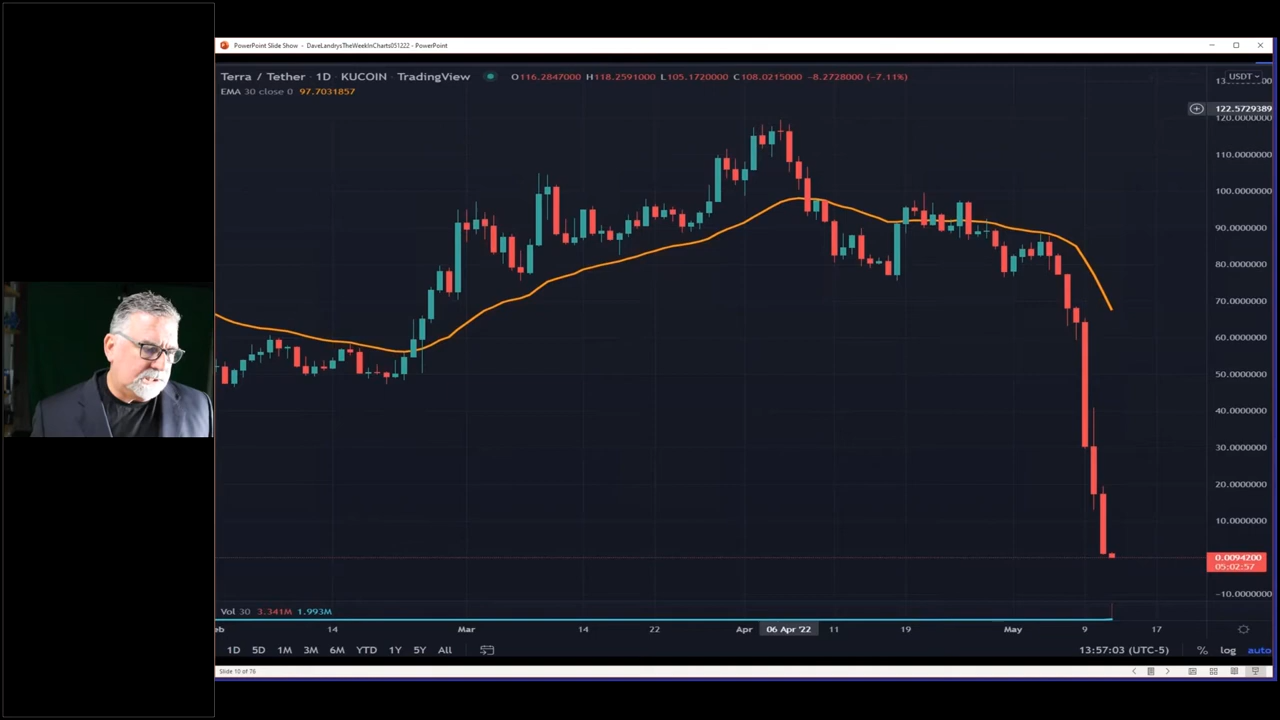 PowerPoint Slide Show - DaveLandrysTheWeekInCharts051222 - PowerPoint
Terra / Tether · 1D · KUCOIN · TradingView O116.2847000 H118.2591000 L105.1720000 C108.0215000 -8.2728000 (-7.11%)
USDT
EMA 30 close 0 97.7031857
122.5729389
120.0000000
110.0000000
100.0000000
90.0000000
80.0000000
70.0000000
60.0000000
50.0000000
40.0000000
30.0000000
20.0000000
10.0000000
0.0094200
05:02:57
-10.0000000
Vol 30 3.341M 1.993M
eb 14 Mar 14 22 Apr 06 Apr '22 11 19 May 9 17
1D 5D 1M 3M 6M YTD 1Y 5Y All 13:57:03 (UTC-5) % log auto
Slide 10 of 76